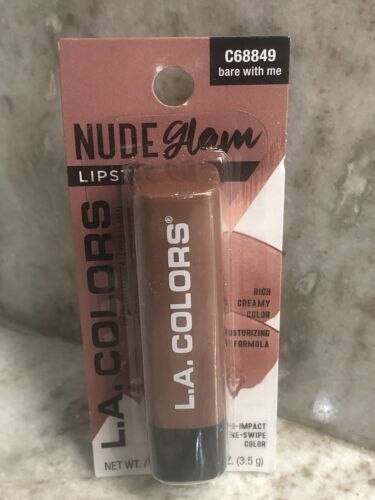 C68849
bare with me
NUDE glam
L.A. COLORS
L.A. COLORS®
RICH
CREAMY
COLOR
FORMULA
COLOR
NET WT.
(3.5 g)